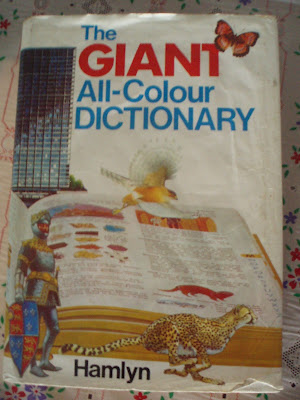 The
GIANT
All-Colour
DICTIONARY
Hamlyn